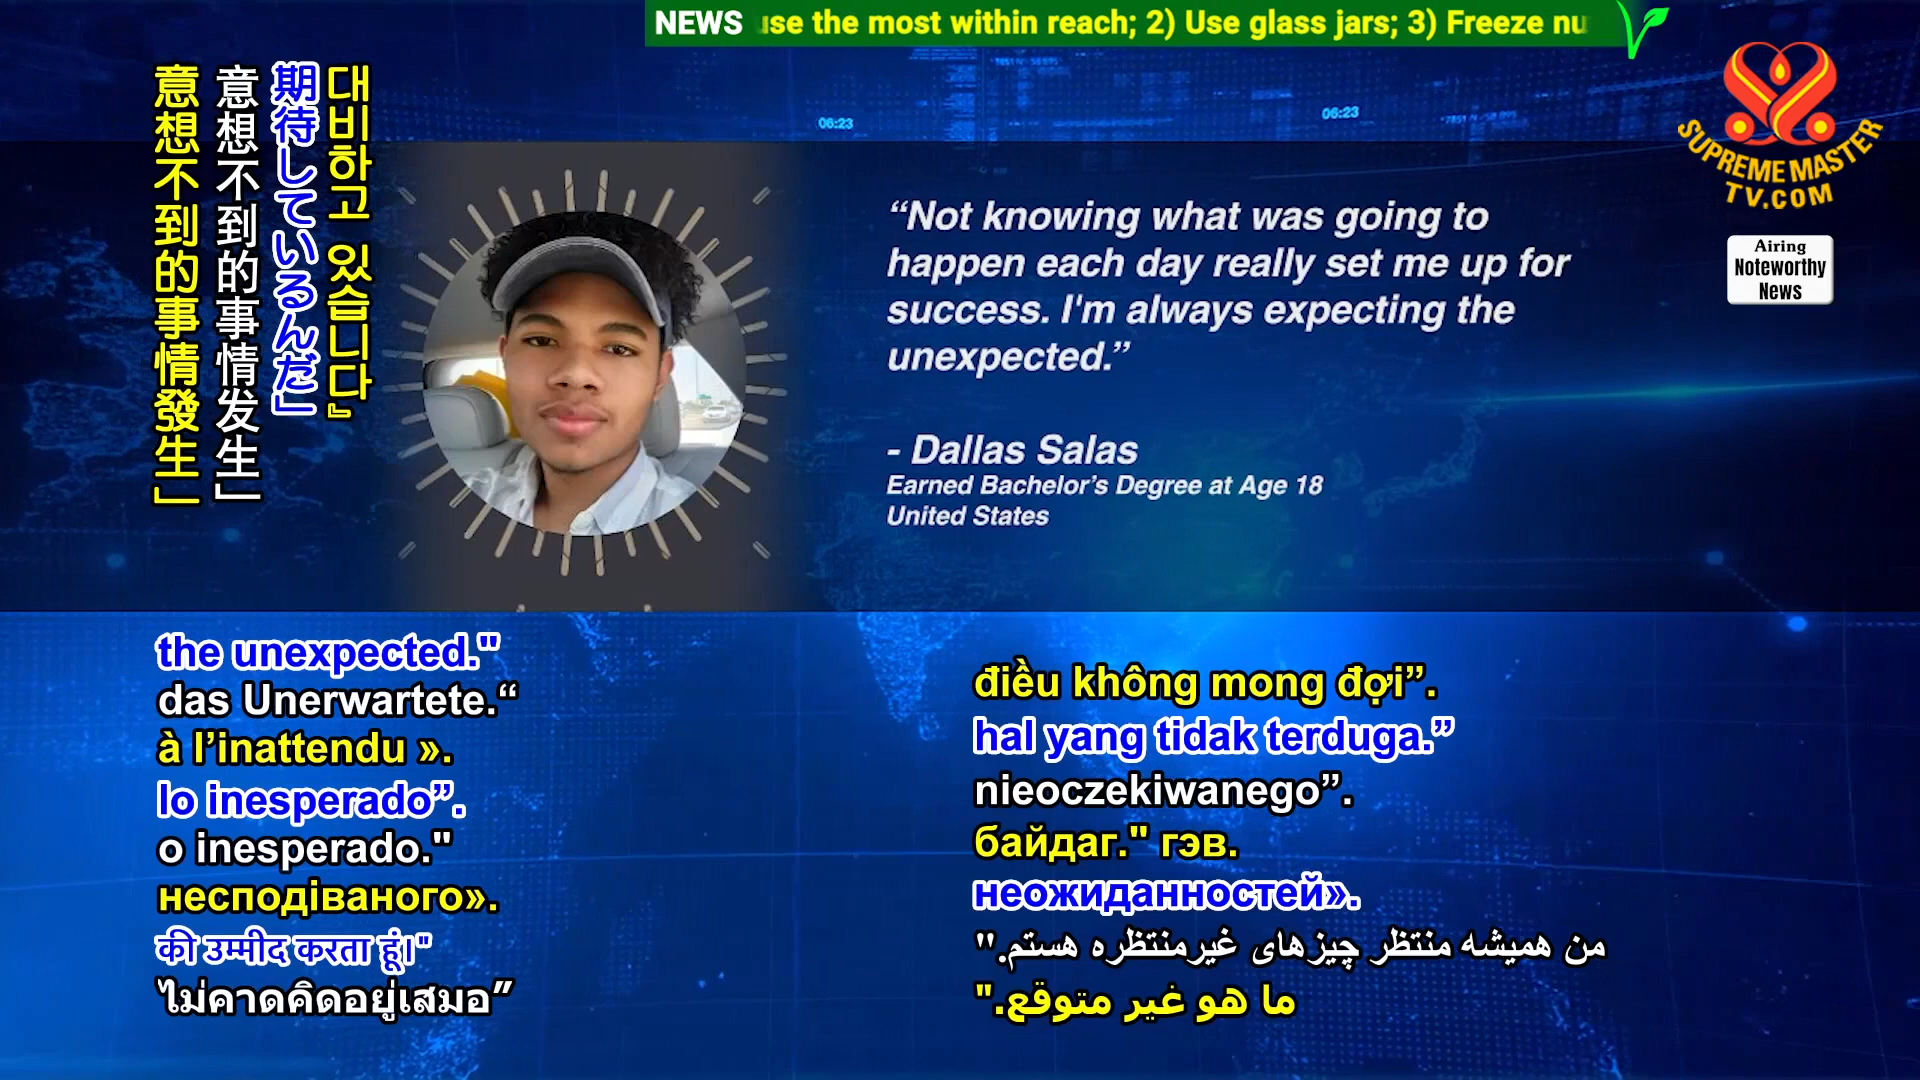 NEWS use the most within reach; 2) Use glass jars; 3) Freeze nu
SUPREME MASTER
TV.COM
Airing
Noteworthy
News
06:23
06:23
대비하고 있습니다』
期待しているんだ」
意想不到的事情发生」
意想不到的事情發生」
“Not knowing what was going to
happen each day really set me up for
success. I'm always expecting the
unexpected.”
- Dallas Salas
Earned Bachelor’s Degree at Age 18
United States
the unexpected."
das Unerwartete.“
à l’inattendu ».
lo inesperado”.
o inesperado."
несподіваного».
की उम्मीद करता हूं।"
ไม่คาดคิดอยู่เสมอ”
điều không mong đợi”.
hal yang tidak terduga.”
nieoczekiwanego”.
байдаг." гэв.
неожиданностей».
من همیشه منتظر چیزهای غیرمنتظره هستم."
ما هو غير متوقع."